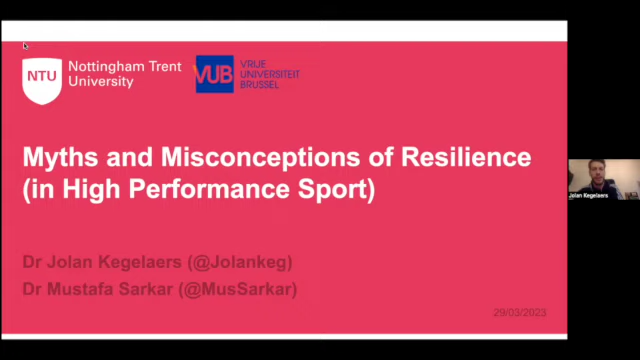 NTU
Nottingham Trent
University
VUB
VRIJE
UNIVERSITEIT
BRUSSEL
Myths and Misconceptions of Resilience
(in High Performance Sport)
Dr Jolan Kegelaers (@Jolankeg)
Dr Mustafa Sarkar (@MusSarkar)
29/03/2023
Jolan Kegelaers